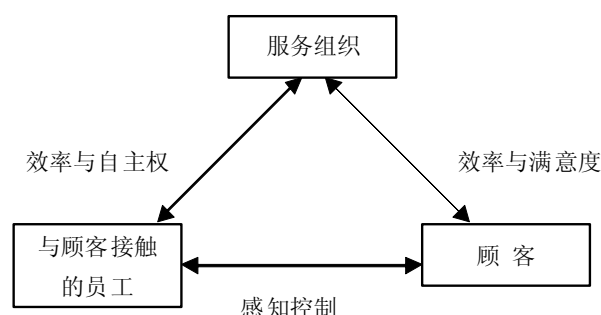 服务组织
效率与自主权
效率与满意度
与顾客接触
的员工
顾 客
感知控制